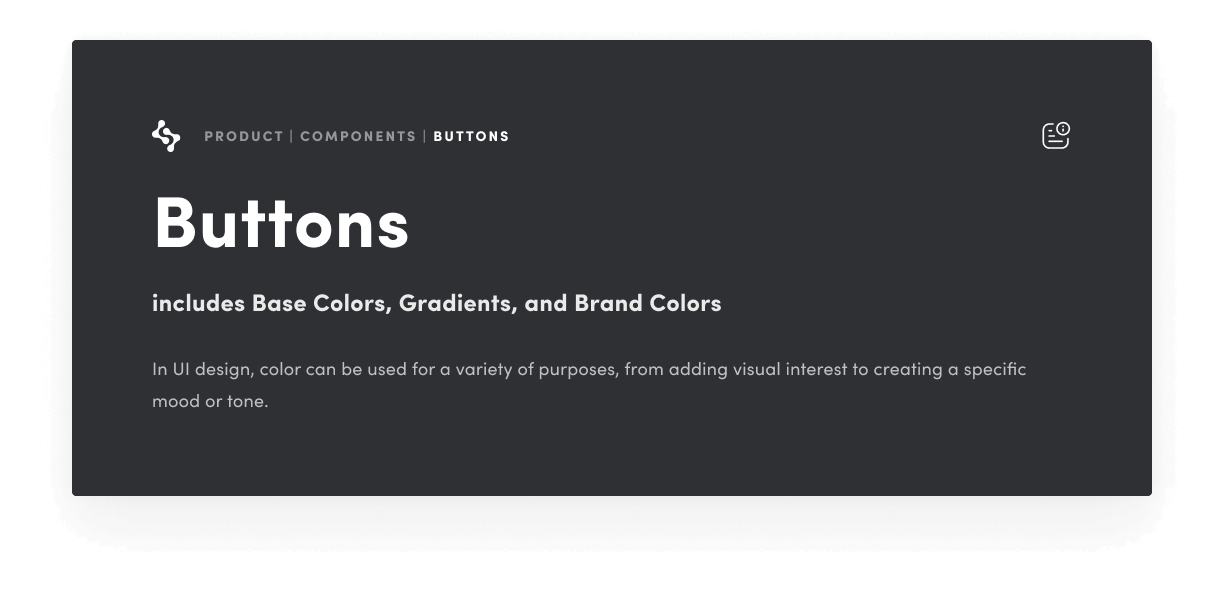 PRODUCT | COMPONENTS | BUTTONS
Buttons
includes Base Colors, Gradients, and Brand Colors
In UI design, color can be used for a variety of purposes, from adding visual interest to creating a specific
mood or tone.